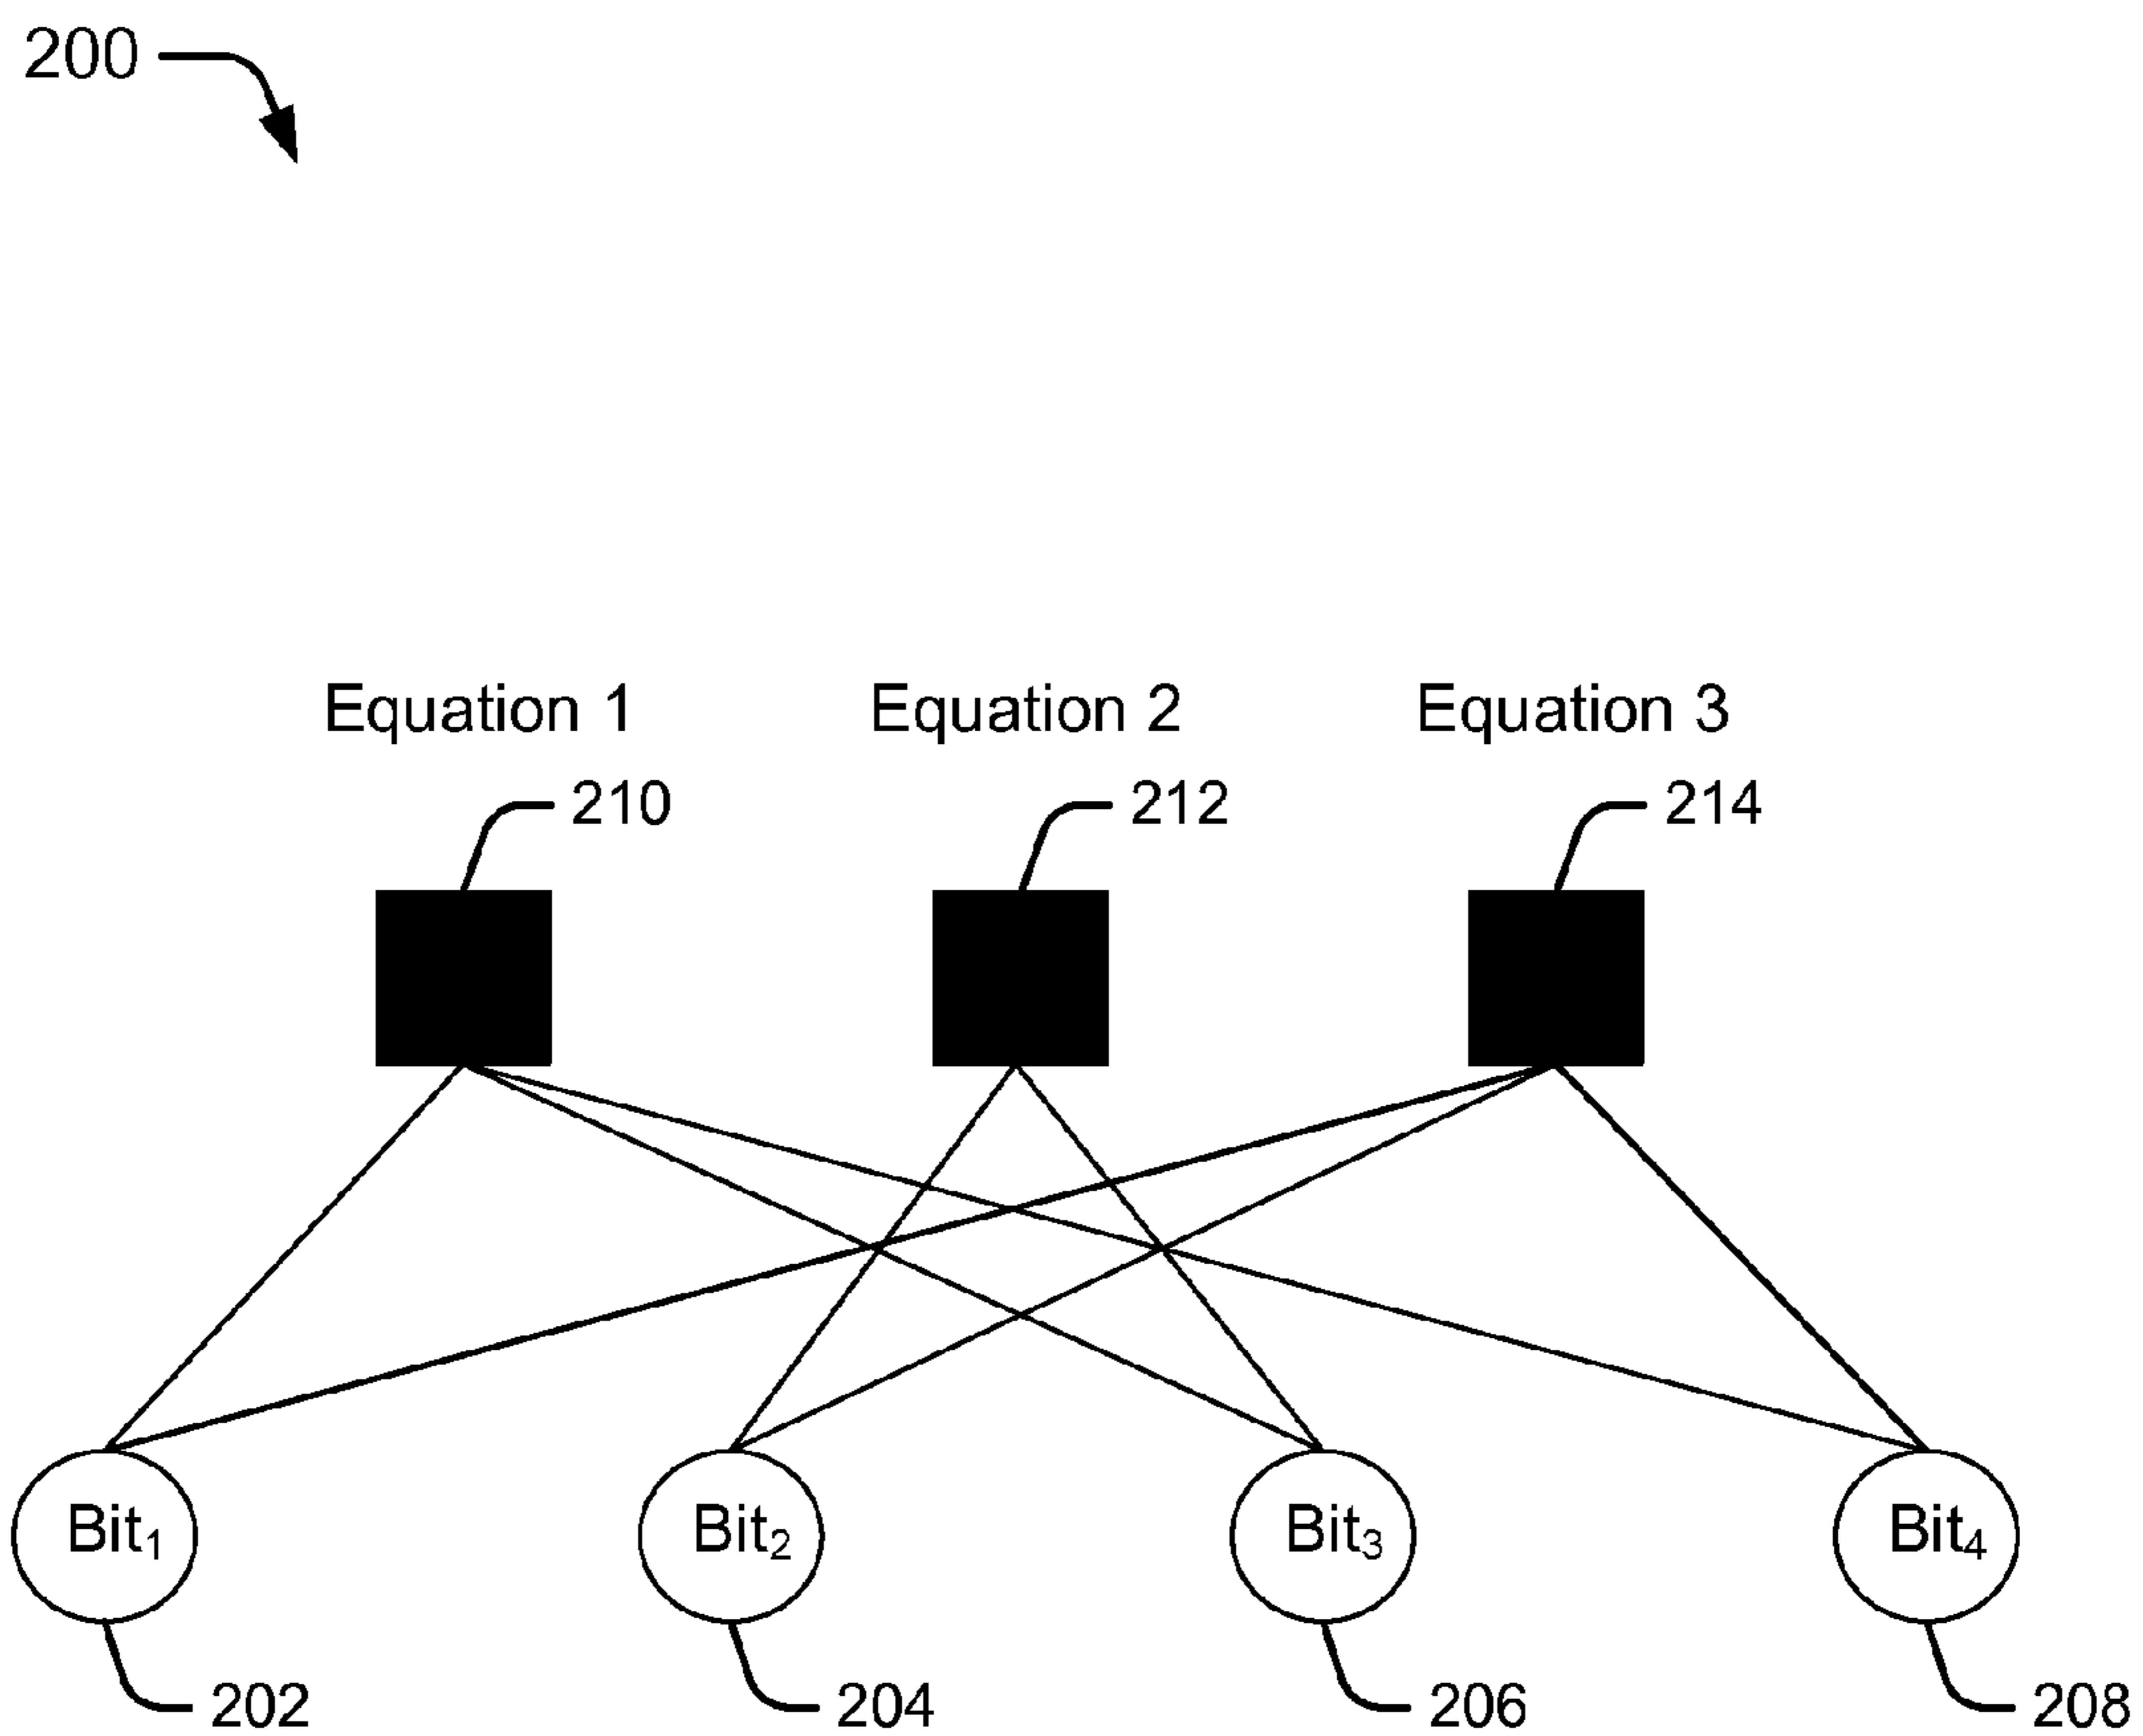 200
Equation 1 Equation 2 Equation 3
210 212 214
Bit₁ Bit₂ Bit₃ Bit₄
202 204 206 208